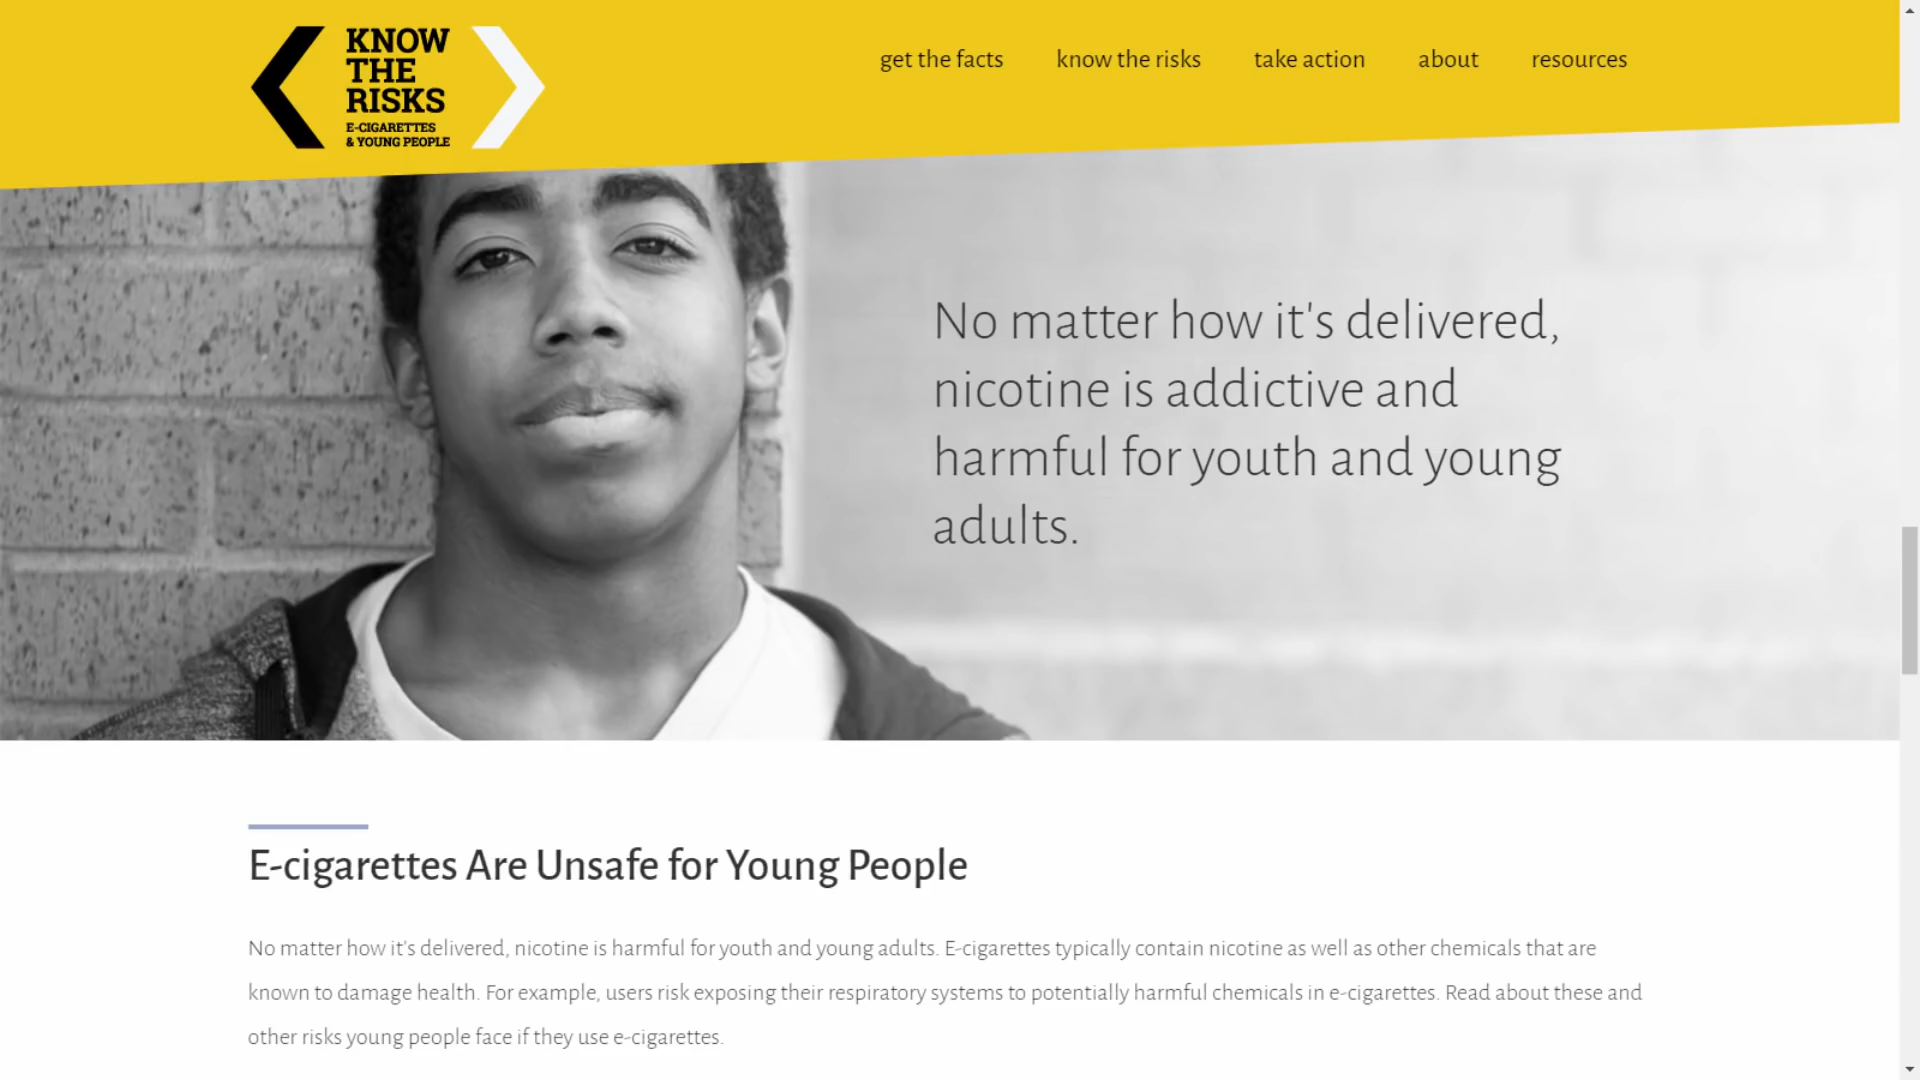 KNOW
THE
RISKS
E-CIGARETTES
& YOUNG PEOPLE
get the facts
know the risks
take action
about
resources
No matter how it's delivered,
nicotine is addictive and
harmful for youth and young
adults.
E-cigarettes Are Unsafe for Young People
No matter how it's delivered, nicotine is harmful for youth and young adults. E-cigarettes typically contain nicotine as well as other chemicals that are
known to damage health. For example, users risk exposing their respiratory systems to potentially harmful chemicals in e-cigarettes. Read about these and
other risks young people face if they use e-cigarettes.